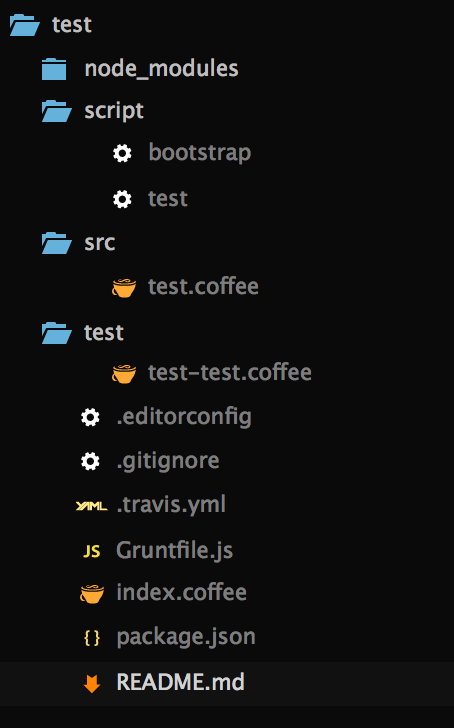 test
node_modules
script
bootstrap
test
src
test.coffee
test
test-test.coffee
.editorconfig
.gitignore
YAML .travis.yml
JS Gruntfile.js
index.coffee
{ } package.json
README.md